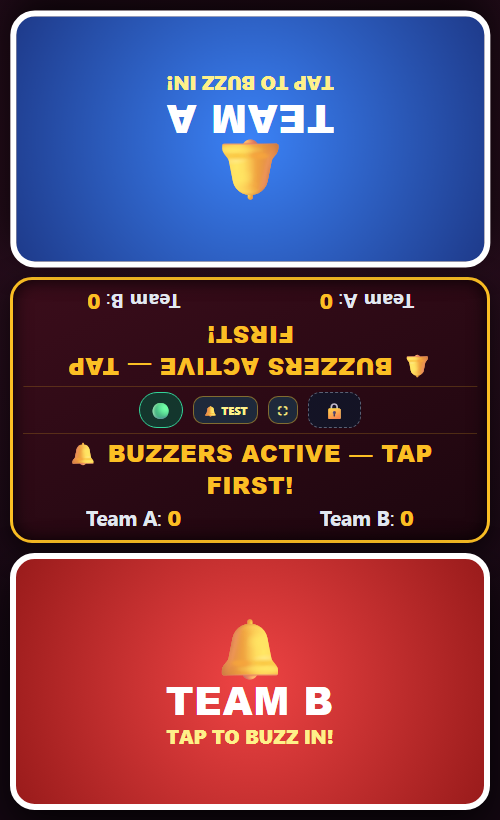 TAP TO BUZZ IN!
TEAM A
Team B: 0 Team A: 0
FIRST!
BUZZERS ACTIVE — TAP
TEST
BUZZERS ACTIVE — TAP
FIRST!
Team A: 0 Team B: 0
TEAM B
TAP TO BUZZ IN!